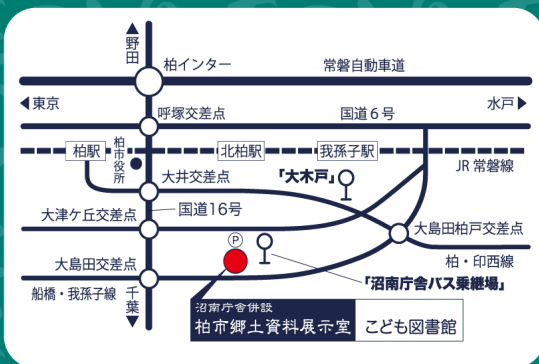 ▲野田
柏インター
常磐自動車道
◀東京
水戸▶
呼塚交差点
国道6号
柏駅
柏市役所
北柏駅
我孫子駅
JR 常磐線
大井交差点
「大木戸」
国道16号
大津ケ丘交差点
大島田柏戸交差点
P
柏・印西線
大島田交差点
「沼南庁舎バス乗継場」
船橋・我孫子線
千葉▼
沼南庁舎併設
柏市郷土資料展示室
こども図書館